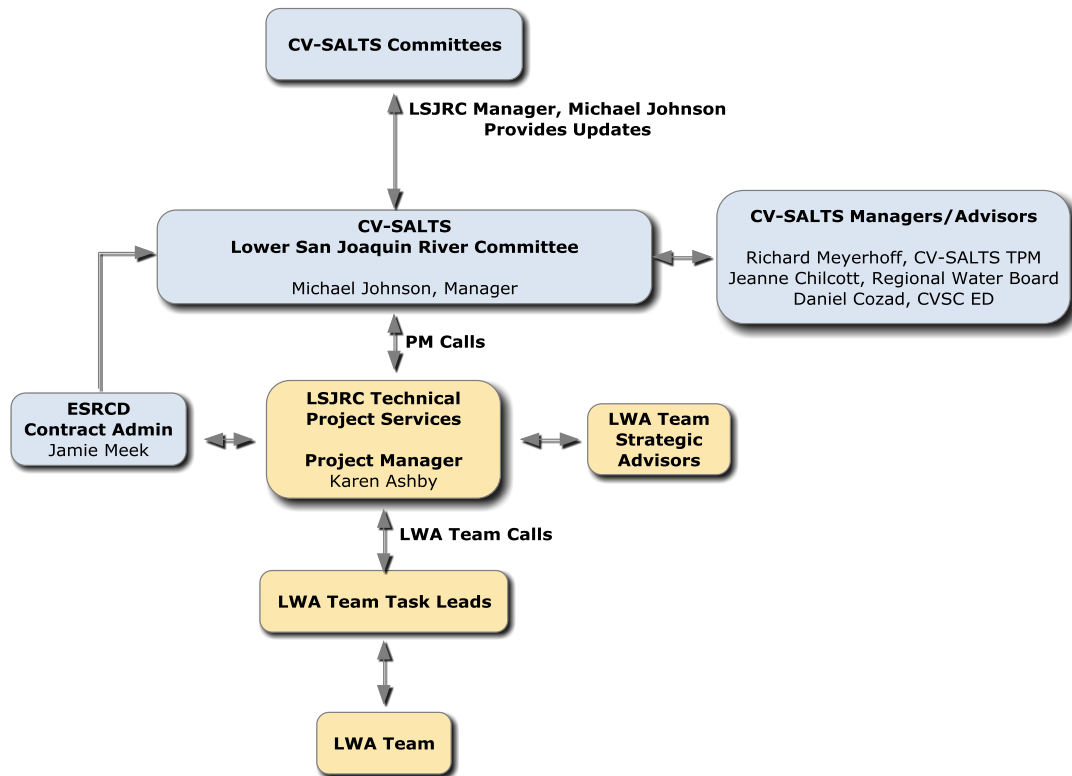 CV-SALTS Committees
LSJRC Manager, Michael Johnson
Provides Updates
CV-SALTS
Lower San Joaquin River Committee
Michael Johnson, Manager
CV-SALTS Managers/Advisors
Richard Meyerhoff, CV-SALTS TPM
Jeanne Chilcott, Regional Water Board
Daniel Cozad, CVSC ED
PM Calls
ESRCD
Contract Admin
Jamie Meek
LSJRC Technical
Project Services
Project Manager
Karen Ashby
LWA Team
Strategic
Advisors
LWA Team Calls
LWA Team Task Leads
LWA Team